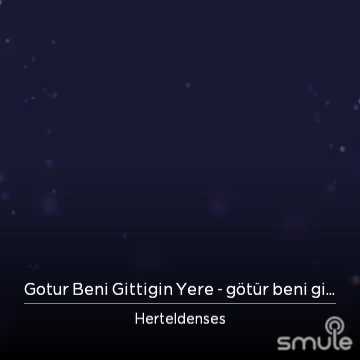 Gotur Beni Gittigin Yere - götür beni gi...
Herteldenses
smule